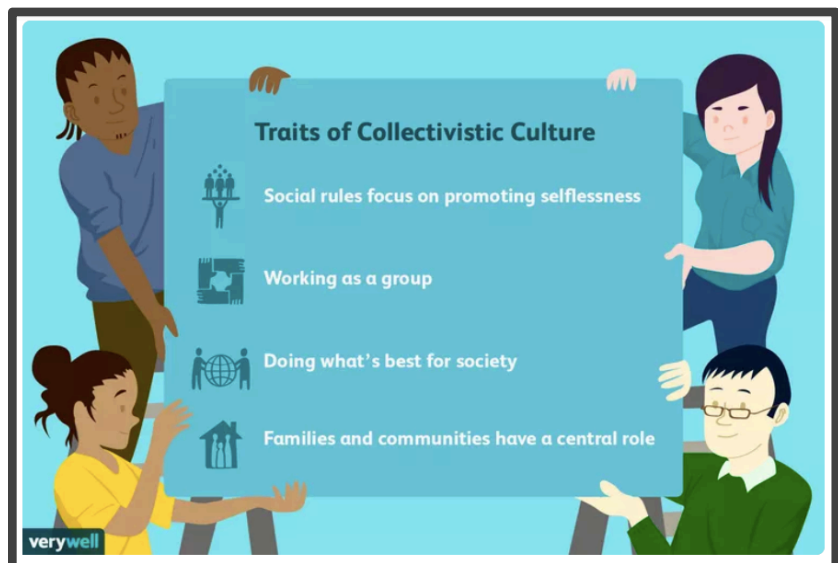 Traits of Collectivistic Culture
Social rules focus on promoting selflessness
Working as a group
Doing what's best for society
Families and communities have a central role
verywell